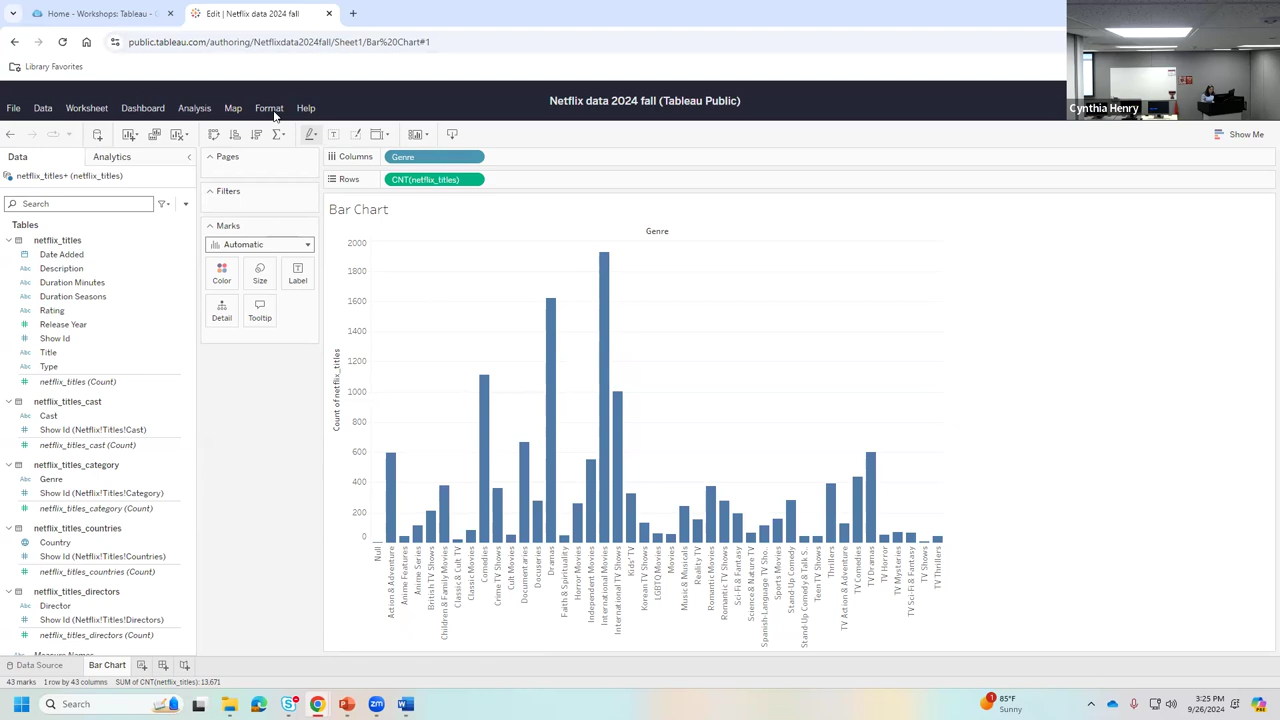 Home - Workshops: Tableau -
Edit | Netflix data 2024 fall
public.tableau.com/authoring/Netflixdata2024fall/Sheet1/Bar%20Chart#1
Library Favorites
Cynthia Henry
File Data Worksheet Dashboard Analysis Map Format Help
Netflix data 2024 fall (Tableau Public)
Show Me
Data Analytics
netflix_titles+ (netflix_titles)
Search
Tables
netflix_titles
Date Added
Abc Description
Abc Duration Minutes
Abc Duration Seasons
Abc Rating
# Release Year
# Show Id
Abc Title
Abc Type
# netflix_titles (Count)
netflix_titles_cast
Abc Cast
# Show Id (Netflix!Titles!Cast)
# netflix_titles_cast (Count)
netflix_titles_category
Abc Genre
# Show Id (Netflix!Titles!Category)
# netflix_titles_category (Count)
netflix_titles_countries
Country
# Show Id (Netflix!Titles!Countries)
# netflix_titles_countries (Count)
netflix_titles_directors
Abc Director
# Show Id (Netflix!Titles!Directors)
# netflix_titles_directors (Count)
Pages
Filters
Marks
Automatic
Color Size Label
Detail Tooltip
Columns Genre
Rows CNT(netflix_titles)
Bar Chart
Genre
Count of netflix_titles
2000
1800
1600
1400
1200
1000
800
600
400
200
0
Null
Action & Adventure
Anime Features
Anime Series
British TV Shows
Children & Family Movies
Classic & Cult TV
Classic Movies
Comedies
Crime TV Shows
Cult Movies
Documentaries
Docuseries
Dramas
Faith & Spirituality
Horror Movies
Independent Movies
International Movies
International TV Shows
Kids' TV
Korean TV Shows
LGBTQ Movies
Movies
Music & Musicals
Reality TV
Romantic Movies
Romantic TV Shows
Sci-Fi & Fantasy
Science & Nature TV
Spanish-Language TV Sho..
Sports Movies
Stand-Up Comedy
Stand-Up Comedy & Talk S..
Teen TV Shows
Thrillers
TV Action & Adventure
TV Comedies
TV Dramas
TV Horror
TV Mysteries
TV Sci-Fi & Fantasy
TV Shows
TV Thrillers
Data Source Bar Chart
43 marks 1 row by 43 columns SUM of CNT(netflix_titles): 13,671
Search
85°F
Sunny
3:25 PM
9/26/2024